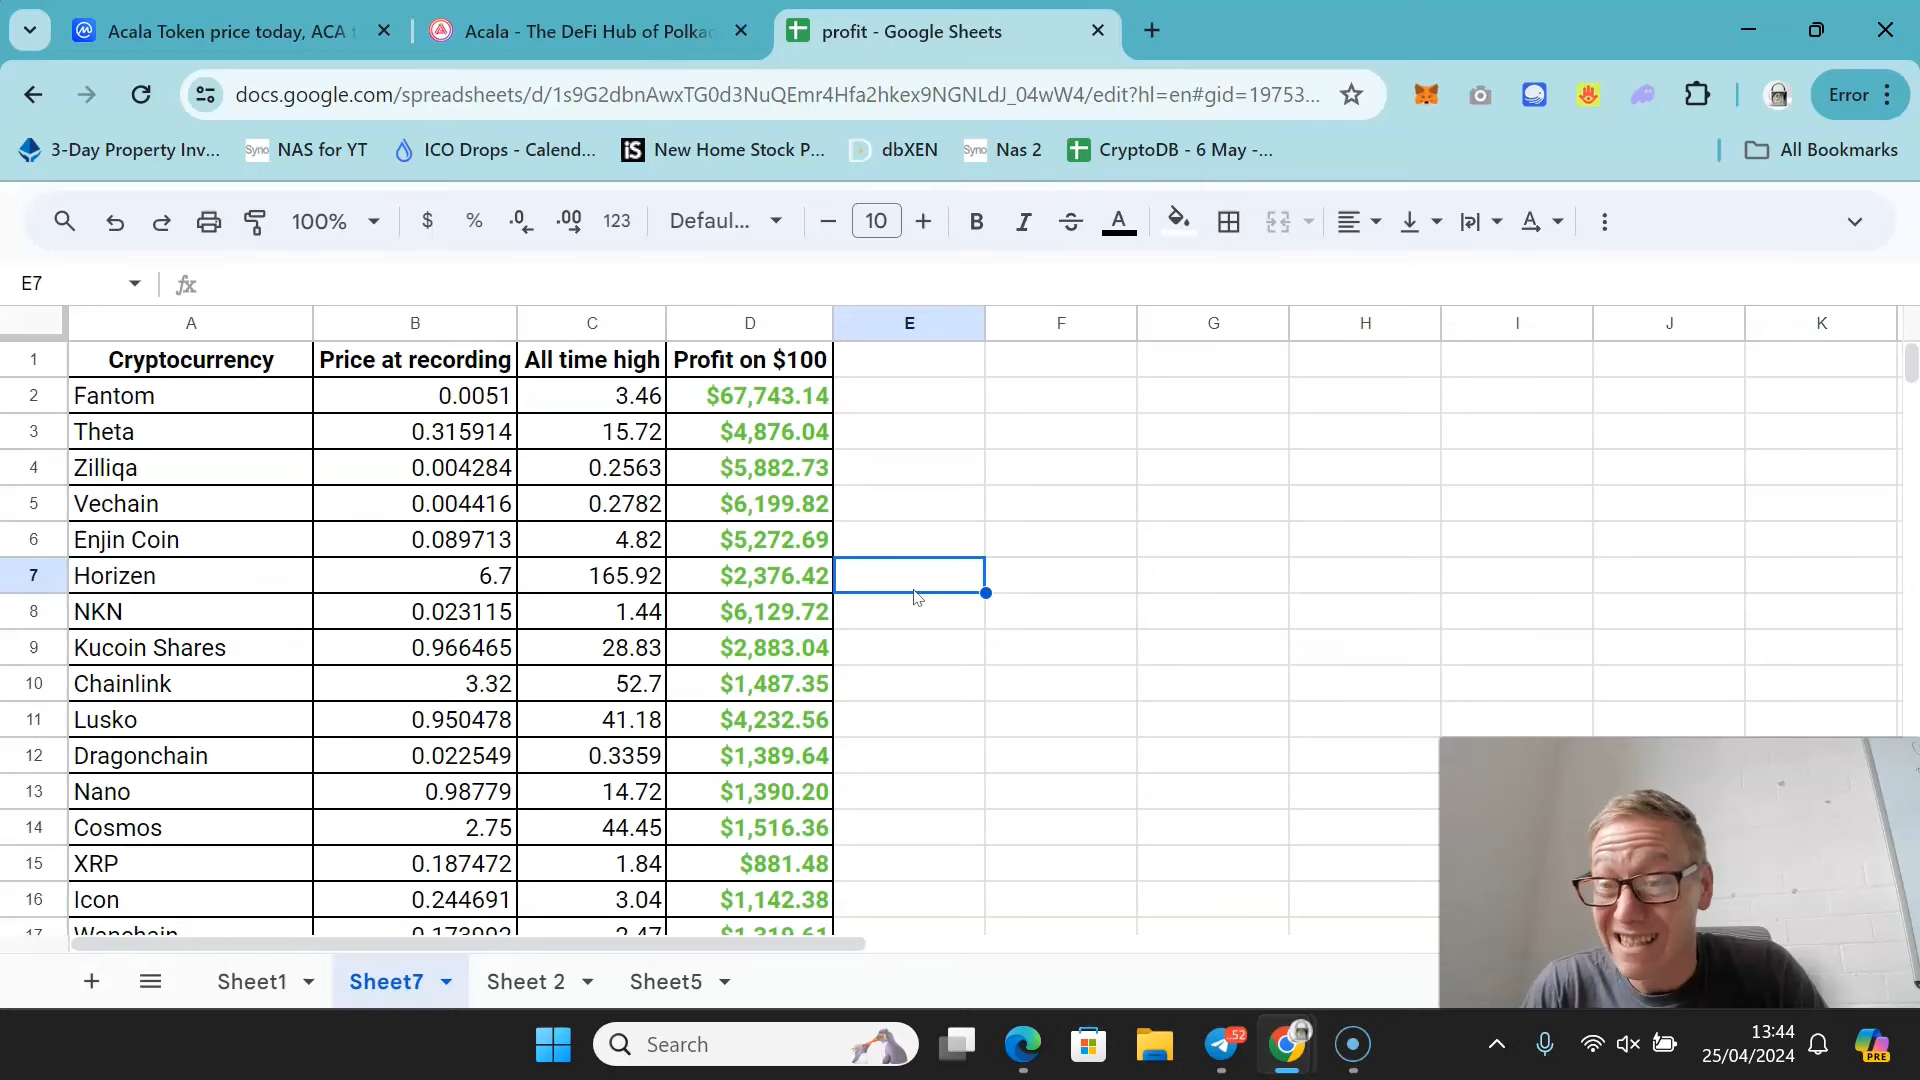 Acala Token price today, ACA
Acala - The DeFi Hub of Polka
profit - Google Sheets
docs.google.com/spreadsheets/d/1s9G2dbnAwxTG0d3NuQEmr4Hfa2hkex9NGNLdJ_04wW4/edit?hl=en#gid=19753...
Error
3-Day Property Inv...
Syno NAS for YT
ICO Drops - Calend...
iS New Home Stock P...
dbXEN
Syno Nas 2
CryptoDB - 6 May -...
All Bookmarks
100% $ % .0 .00 123 Defaul... 10 B I A A
E7 fx
A B C D E F G H I J K
1 Cryptocurrency Price at recording All time high Profit on $100
2 Fantom 0.0051 3.46 $67,743.14
3 Theta 0.315914 15.72 $4,876.04
4 Zilliqa 0.004284 0.2563 $5,882.73
5 Vechain 0.004416 0.2782 $6,199.82
6 Enjin Coin 0.089713 4.82 $5,272.69
7 Horizen 6.7 165.92 $2,376.42
8 NKN 0.023115 1.44 $6,129.72
9 Kucoin Shares 0.966465 28.83 $2,883.04
10 Chainlink 3.32 52.7 $1,487.35
11 Lusko 0.950478 41.18 $4,232.56
12 Dragonchain 0.022549 0.3359 $1,389.64
13 Nano 0.98779 14.72 $1,390.20
14 Cosmos 2.75 44.45 $1,516.36
15 XRP 0.187472 1.84 $881.48
16 Icon 0.244691 3.04 $1,142.38
17 Wanchain 0.173992 2.47 $1,319.61
Sheet1 Sheet7 Sheet 2 Sheet5
Search
52
13:44
25/04/2024
PRE